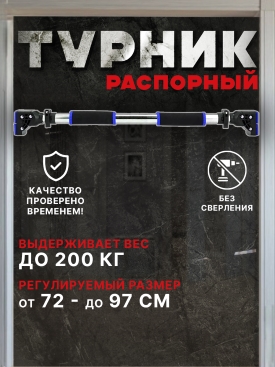 ТУРНИК
РАСПОРНЫЙ
КАЧЕСТВО
ПРОВЕРЕНО
ВРЕМЕНЕМ!
БЕЗ
СВЕРЛЕНИЯ
ВЫДЕРЖИВАЕТ ВЕС
ДО 200 КГ
РЕГУЛИРУЕМЫЙ РАЗМЕР
от 72 - до 97 СМ